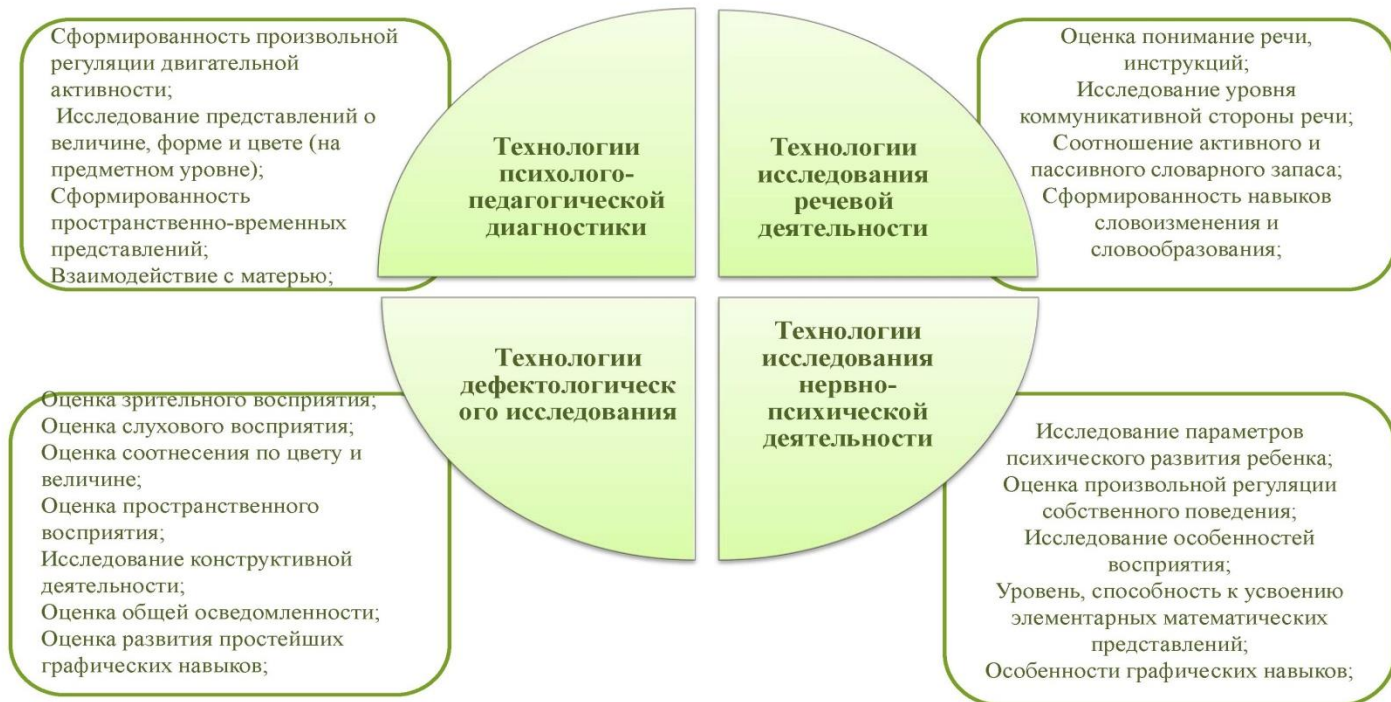 Сформированность произвольной
регуляции двигательной
активности;
Исследование представлений о
величине, форме и цвете (на
предметном уровне);
Сформированность
пространственно-временных
представлений;
Взаимодействие с матерью;
Технологии
психолого-
педагогической
диагностики
Технологии
исследования
речевой
деятельности
Оценка понимание речи,
инструкций;
Исследование уровня
коммуникативной стороны речи;
Соотношение активного и
пассивного словарного запаса;
Сформированность навыков
словоизменения и
словообразования;
Оценка зрительного восприятия;
Оценка слухового восприятия;
Оценка соотнесения по цвету и
величине;
Оценка пространственного
восприятия;
Исследование конструктивной
деятельности;
Оценка общей осведомленности;
Оценка развития простейших
графических навыков;
Технологии
дефектологическ
ого исследования
Технологии
исследования
нервно-
психической
деятельности
Исследование параметров
психического развития ребенка;
Оценка произвольной регуляции
собственного поведения;
Исследование особенностей
восприятия;
Уровень, способность к усвоению
элементарных математических
представлений;
Особенности графических навыков;